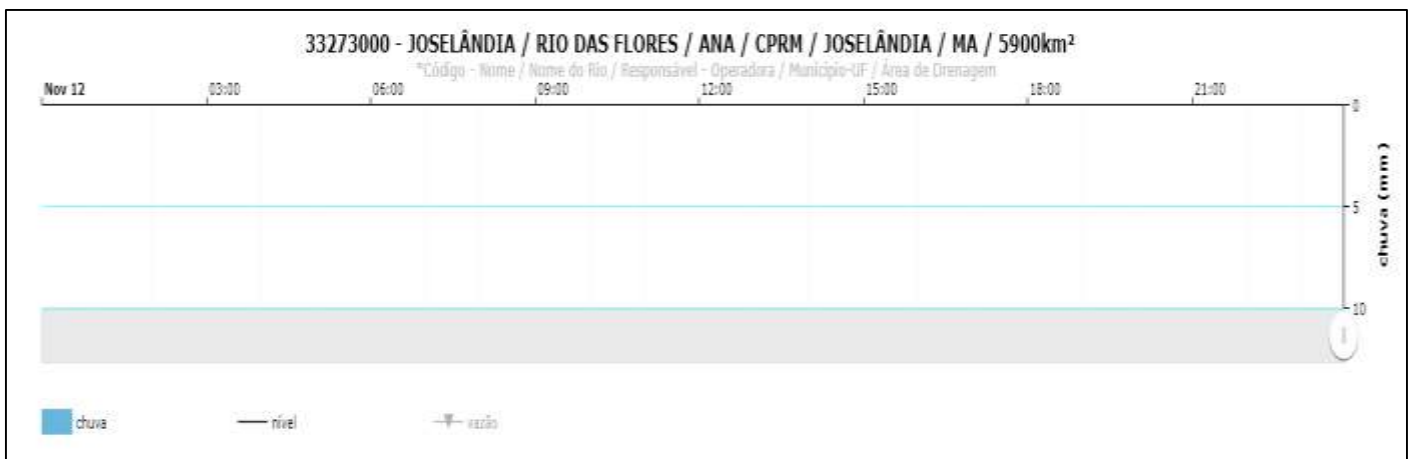 33273000 - JOSELÂNDIA / RIO DAS FLORES / ANA / CPRM / JOSELÂNDIA / MA / 5900km²
*Código - Nome / Nome do Rio / Responsável - Operadora / Município-UF / Área de Drenagem
Nov 12 03:00 06:00 09:00 12:00 15:00 18:00 21:00
0
5
10
chuva (mm)
chuva nível vazão